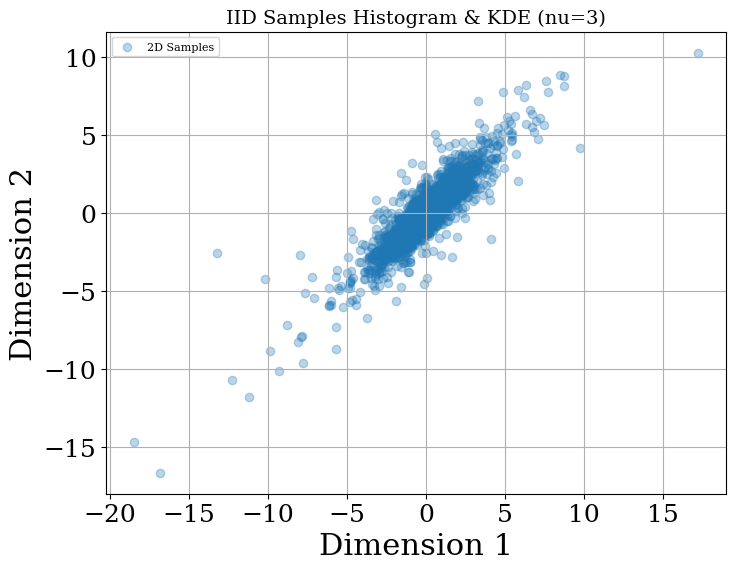 IID Samples Histogram & KDE (nu=3)
2D Samples
10
5
0
−5
−10
−15
Dimension 2
−20 −15 −10 −5 0 5 10 15
Dimension 1